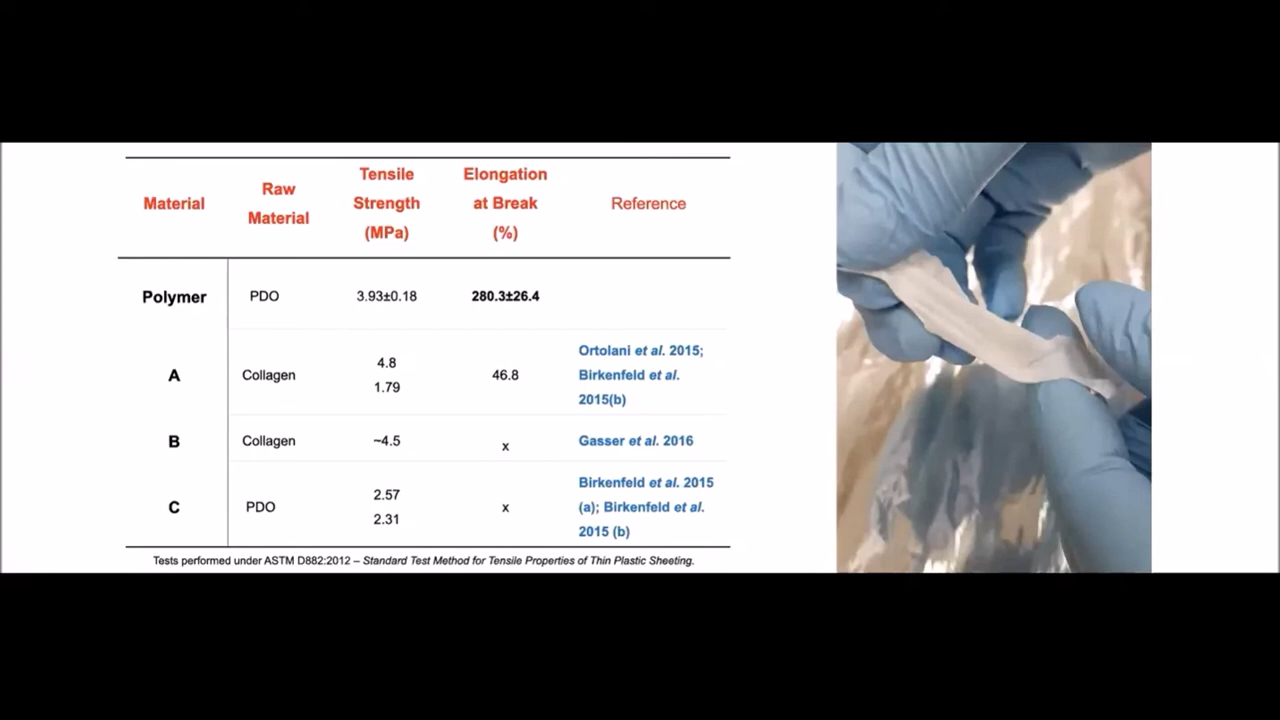 Material
Raw
Material
Tensile
Strength
(MPa)
Elongation
at Break
(%)
Reference
Polymer
PDO
3.93±0.18
280.3±26.4
A
Collagen
4.8
1.79
46.8
Ortolani et al. 2015;
Birkenfeld et al.
2015(b)
B
Collagen
~4.5
x
Gasser et al. 2016
C
PDO
2.57
2.31
x
Birkenfeld et al. 2015
(a); Birkenfeld et al.
2015 (b)
Tests performed under ASTM D882:2012 – Standard Test Method for Tensile Properties of Thin Plastic Sheeting.